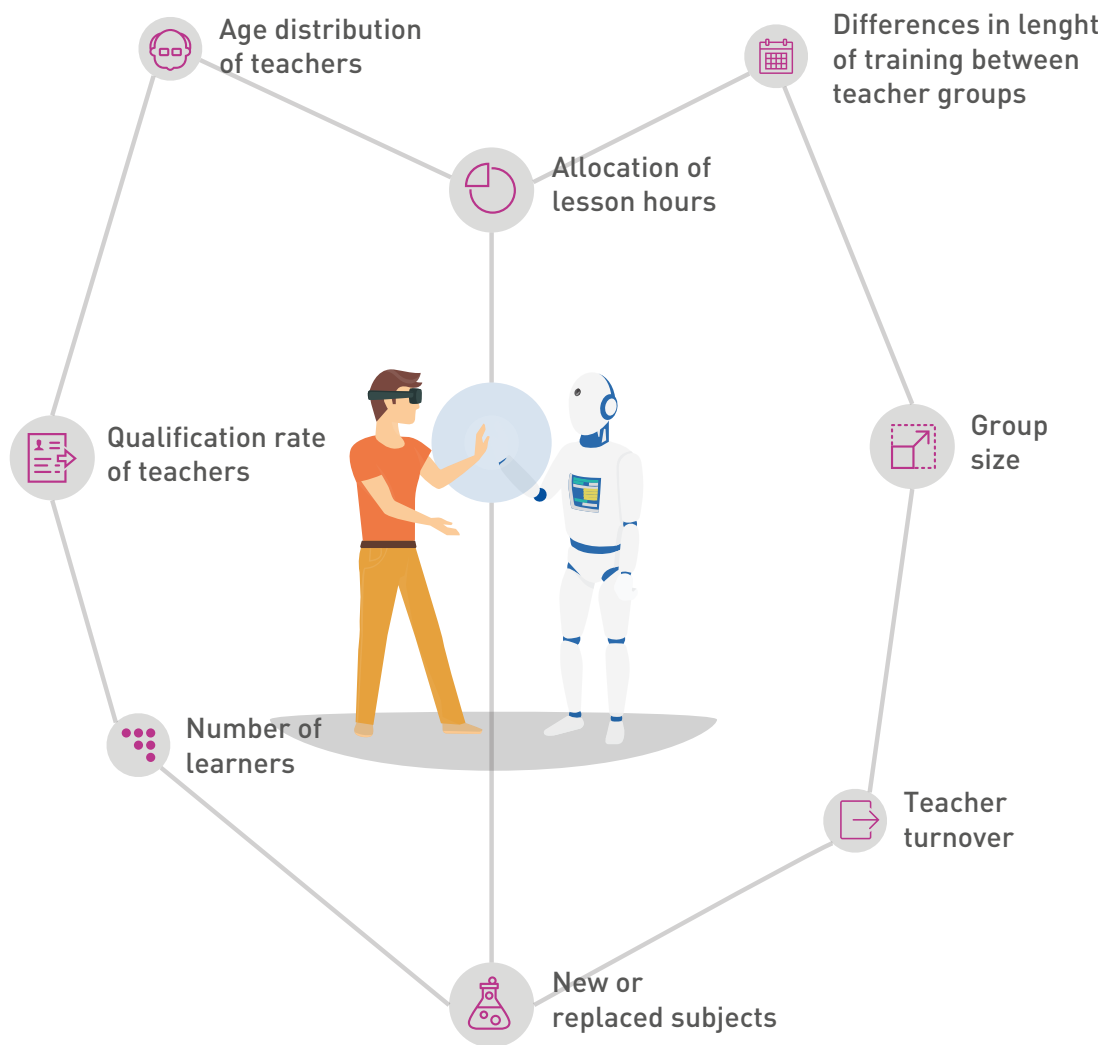 Age distribution
of teachers
Differences in lenght
of training between
teacher groups
Allocation of
lesson hours
Qualification rate
of teachers
Group
size
Number of
learners
Teacher
turnover
New or
replaced subjects